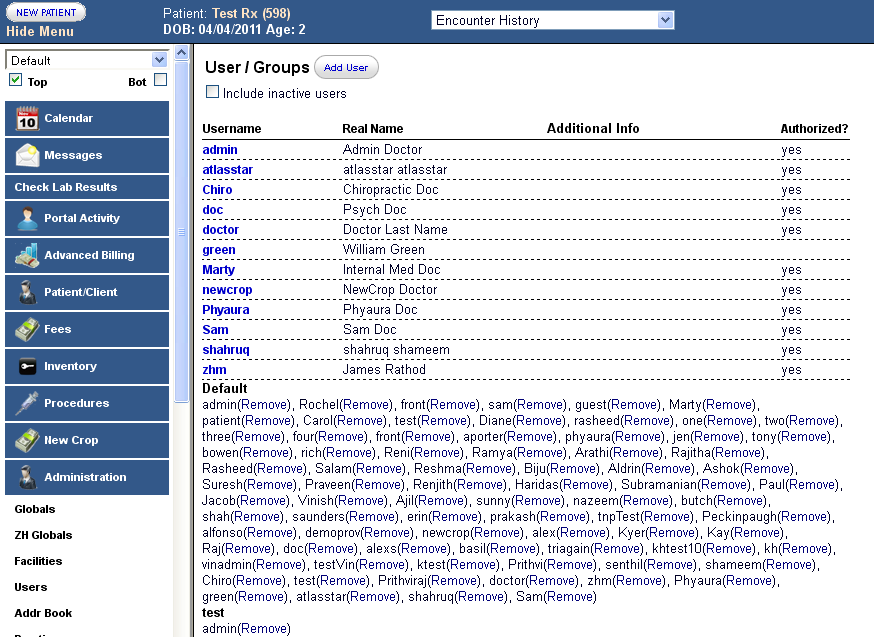 NEW PATIENT
Hide Menu
Patient: Test Rx (598)
DOB: 04/04/2011 Age: 2
Encounter History
Default
Top Bot
Calendar
Messages
Check Lab Results
Portal Activity
Advanced Billing
Patient/Client
Fees
Inventory
Procedures
New Crop
Administration
Globals
ZH Globals
Facilities
Users
Addr Book
User / Groups Add User
Include inactive users
Username Real Name Additional Info Authorized?
admin Admin Doctor yes
atlasstar atlasstar atlasstar yes
Chiro Chiropractic Doc yes
doc Psych Doc yes
doctor Doctor Last Name yes
green William Green
Marty Internal Med Doc yes
newcrop NewCrop Doctor yes
Phyaura Phyaura Doc yes
Sam Sam Doc yes
shahruq shahruq shameem yes
zhm James Rathod yes
Default
admin(Remove), Rochel(Remove), front(Remove), sam(Remove), guest(Remove), Marty(Remove),
patient(Remove), Carol(Remove), test(Remove), Diane(Remove), rasheed(Remove), one(Remove), two(Remove),
three(Remove), four(Remove), front(Remove), aporter(Remove), phyaura(Remove), jen(Remove), tony(Remove),
bowen(Remove), rich(Remove), Reni(Remove), Ramya(Remove), Arathi(Remove), Rajitha(Remove),
Rasheed(Remove), Salam(Remove), Reshma(Remove), Biju(Remove), Aldrin(Remove), Ashok(Remove),
Suresh(Remove), Praveen(Remove), Renjith(Remove), Haridas(Remove), Subramanian(Remove), Paul(Remove),
Jacob(Remove), Vinish(Remove), Ajil(Remove), sunny(Remove), nazeem(Remove), butch(Remove),
shah(Remove), saunders(Remove), erin(Remove), prakash(Remove), tnpTest(Remove), Peckinpaugh(Remove),
alfonso(Remove), demoprov(Remove), newcrop(Remove), alex(Remove), Kyer(Remove), Kay(Remove),
Raj(Remove), doc(Remove), alexs(Remove), basil(Remove), triagain(Remove), khtest10(Remove), kh(Remove),
vinadmin(Remove), testVin(Remove), ktest(Remove), Prithvi(Remove), senthil(Remove), shameem(Remove),
Chiro(Remove), test(Remove), Prithviraj(Remove), doctor(Remove), zhm(Remove), Phyaura(Remove),
green(Remove), atlasstar(Remove), shahruq(Remove), Sam(Remove)
test
admin(Remove)